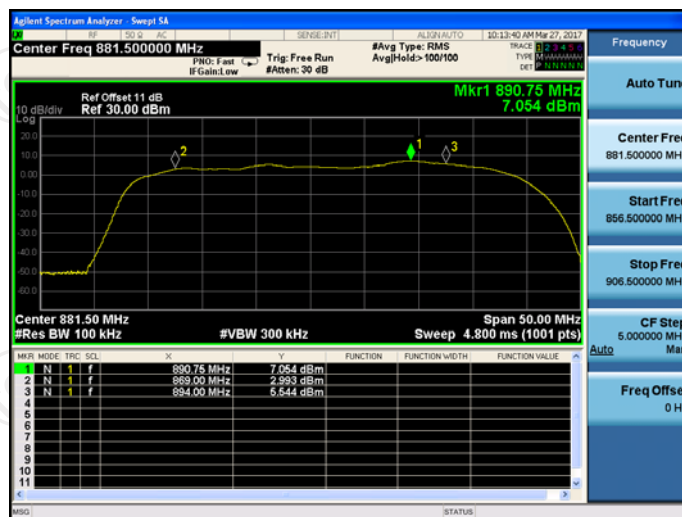 Agilent Spectrum Analyzer - Swept SA
RF 50 Ω AC SENSE:INT ALIGN AUTO 10:13:40 AM Mar 27, 2017
Center Freq 881.500000 MHz
PNO: Fast
IFGain:Low
Trig: Free Run
#Atten: 30 dB
#Avg Type: RMS
Avg|Hold:>100/100
TRACE 1 2 3 4 5 6
TYPE M
DET P N N N N N
Frequency
Mkr1 890.75 MHz
7.054 dBm
Ref Offset 11 dB
10 dB/div Ref 30.00 dBm
Log
20.0
10.0
0.00
-10.0
-20.0
-30.0
-40.0
-50.0
-60.0
2
1
3
Center 881.50 MHz Span 50.00 MHz
#Res BW 100 kHz #VBW 300 kHz Sweep 4.800 ms (1001 pts)
MKR MODE TRC SCL X Y FUNCTION FUNCTION WIDTH FUNCTION VALUE
1 N 1 f 890.75 MHz 7.054 dBm
2 N 1 f 869.00 MHz 2.993 dBm
3 N 1 f 894.00 MHz 5.544 dBm
4
5
6
7
8
9
10
11
MSG STATUS
Auto Tun
Center Fre
881.500000 MH
Start Fre
856.500000 MH
Stop Fre
906.500000 MH
CF Ste
5.000000 MH
Auto Ma
Freq Offse
0 H